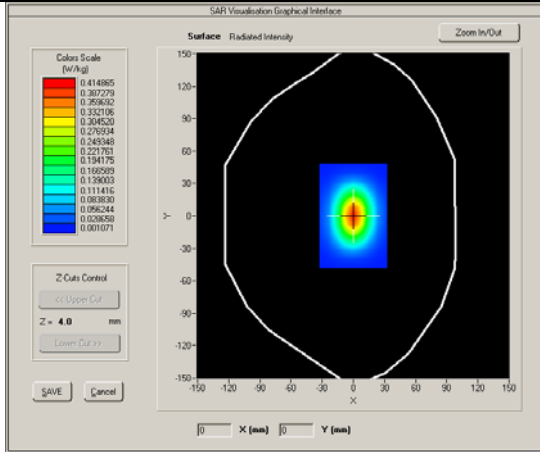 SAR Visualisation Graphical Interface
Surface Radiated Intensity
Zoom In/Out
Colors Scale
(W/kg)
0.414865
0.387279
0.359692
0.332106
0.304520
0.276934
0.249348
0.221761
0.194175
0.166589
0.139003
0.111416
0.083830
0.056244
0.028658
0.001071
Z-Cuts Control
<< Upper Cut
Z = 4.0 mm
Lower Cut >>
SAVE Cancel
150
120
90
60
30
0
-30
-60
-90
-120
-150
Y
-150 -120 -90 -60 -30 0 30 60 90 120 150
X
0 X (mm) 0 Y (mm)